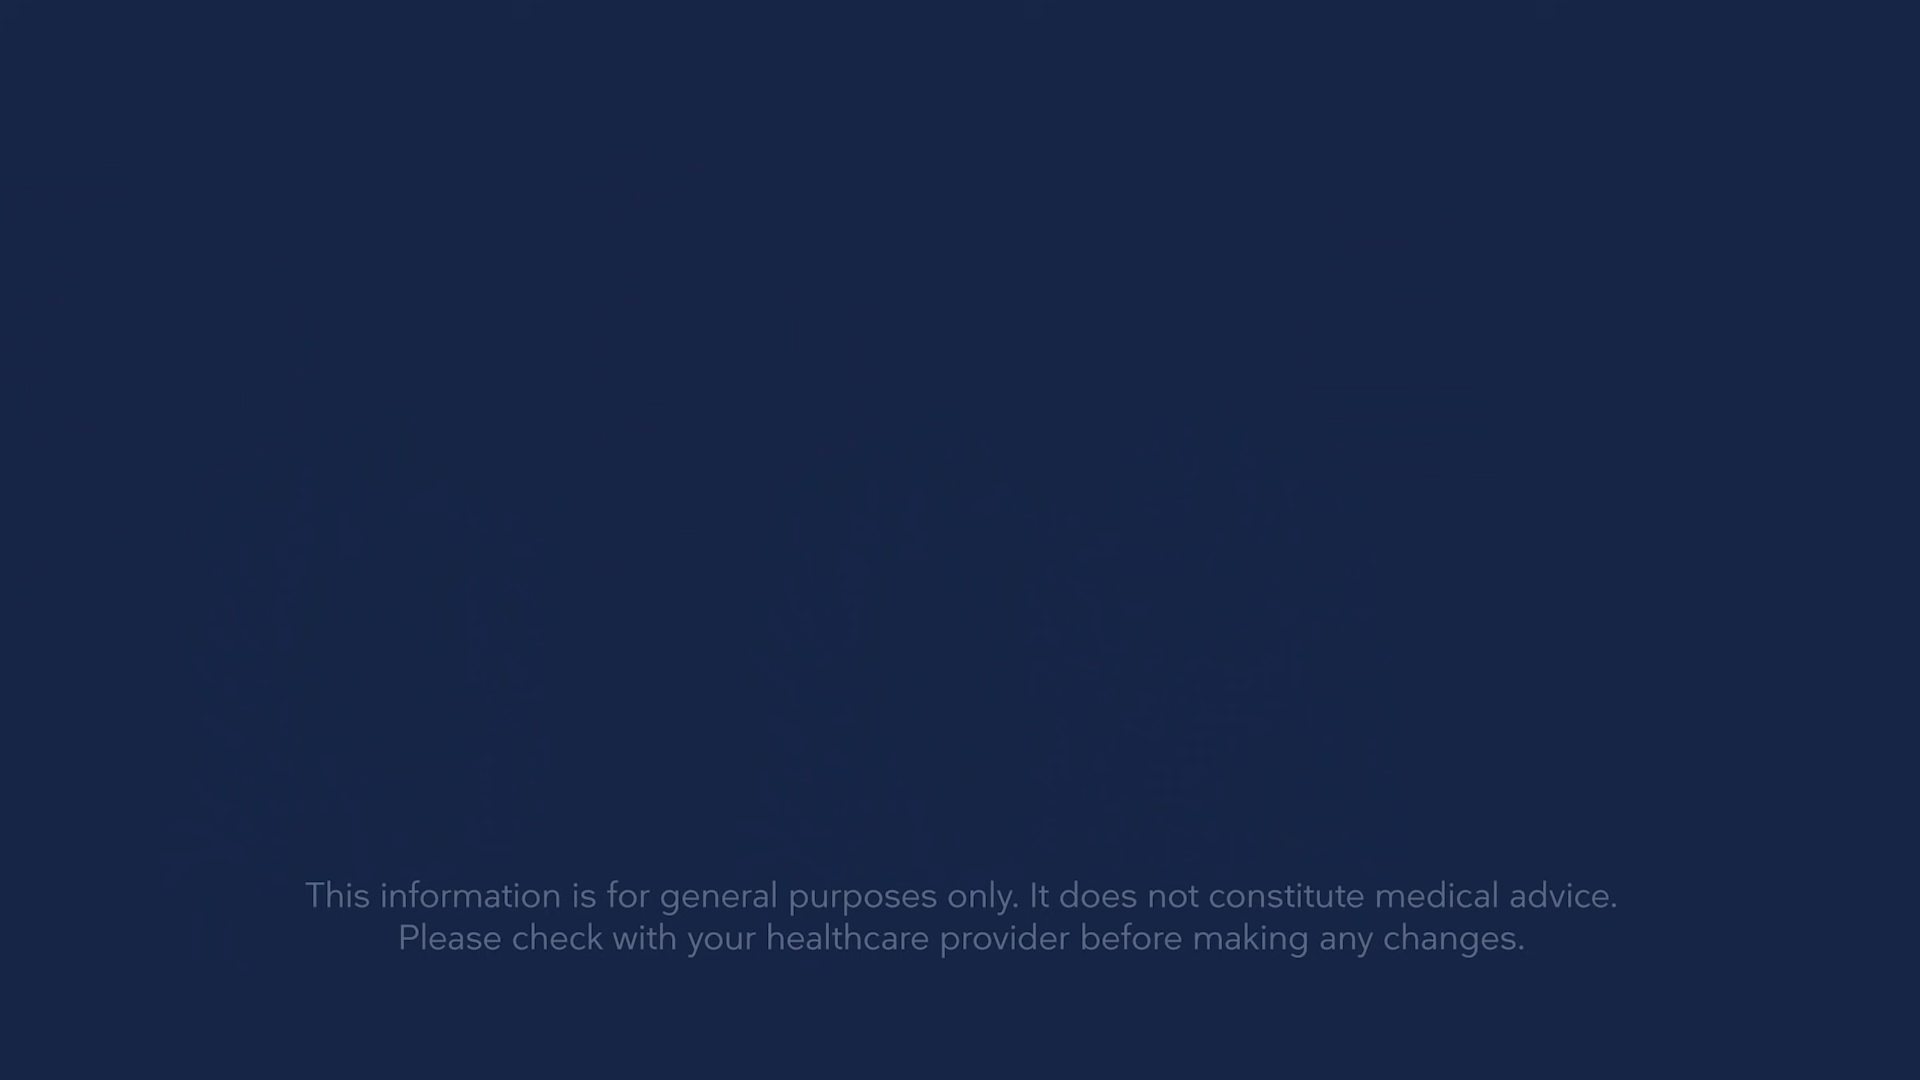 This information is for general purposes only. It does not constitute medical advice.
Please check with your healthcare provider before making any changes.